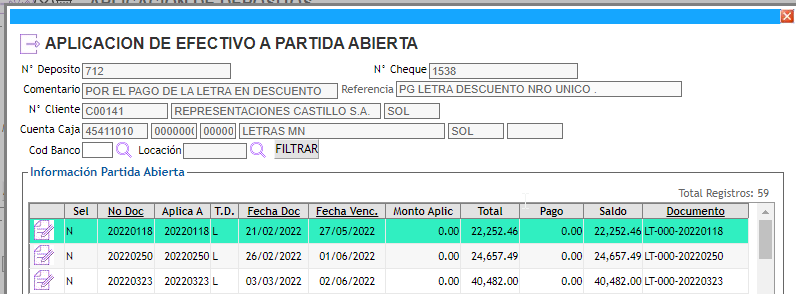 APLICACION DE DEPOSITOS
APLICACION DE EFECTIVO A PARTIDA ABIERTA
N° Deposito 712 N° Cheque 1538
Comentario POR EL PAGO DE LA LETRA EN DESCUENTO Referencia PG LETRA DESCUENTO NRO UNICO .
N° Cliente C00141 REPRESENTACIONES CASTILLO S.A. SOL
Cuenta Caja 45411010 0000000 00000 LETRAS MN SOL
Cod Banco Locación FILTRAR
Información Partida Abierta
Total Registros: 59
Sel No Doc Aplica A T.D. Fecha Doc Fecha Venc. Monto Aplic Total Pago Saldo Documento
N 20220118 20220118 L 21/02/2022 27/05/2022 0.00 22,252.46 0.00 22,252.46 LT-000-20220118
N 20220250 20220250 L 26/02/2022 01/06/2022 0.00 24,657.49 0.00 24,657.49 LT-000-20220250
N 20220323 20220323 L 03/03/2022 02/06/2022 0.00 40,482.00 0.00 40,482.00 LT-000-20220323